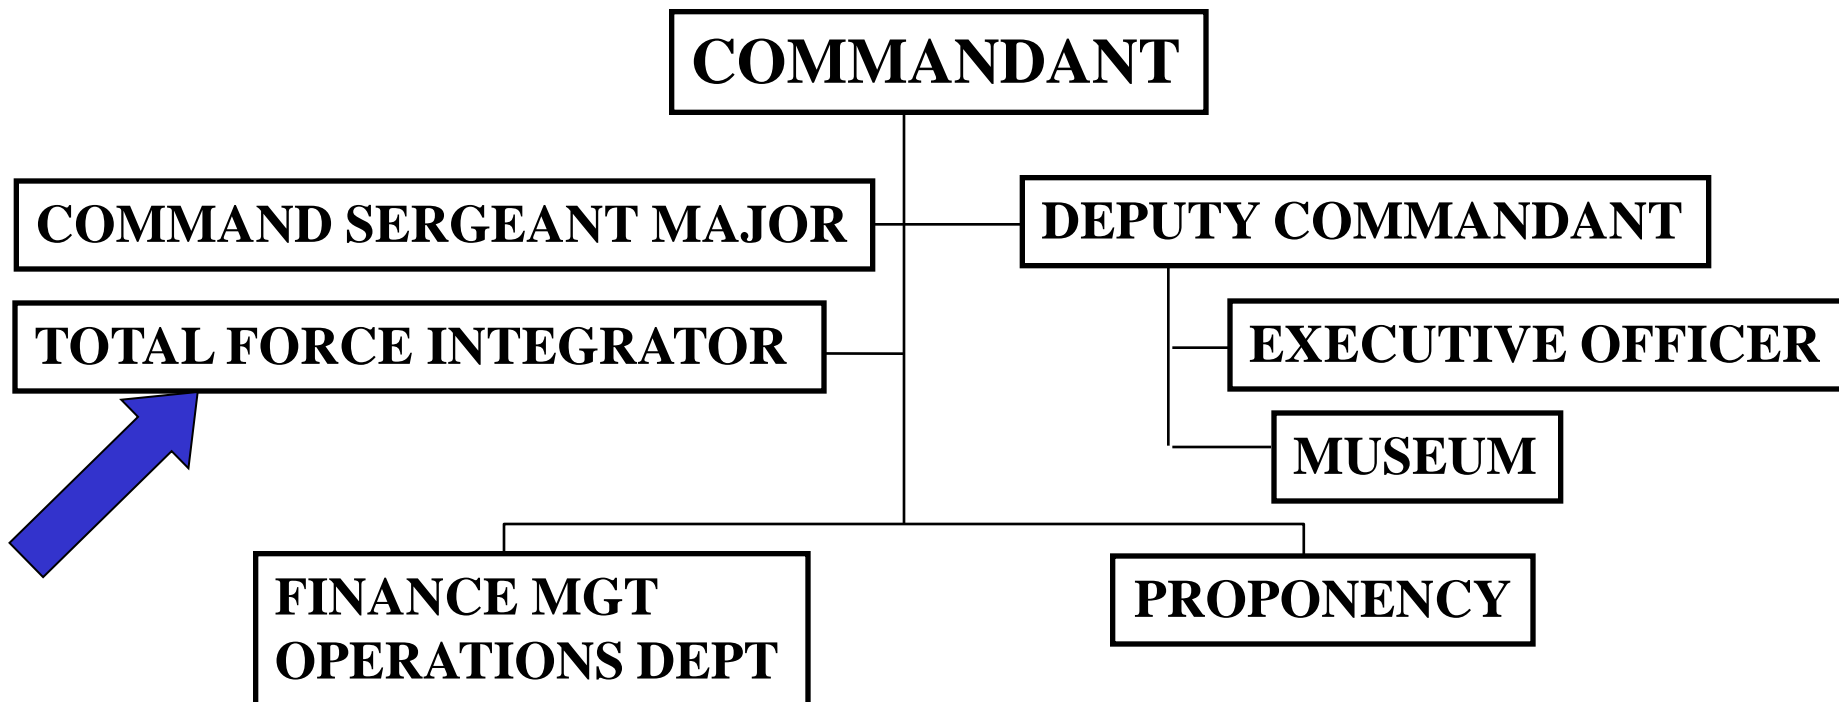 COMMANDANT
COMMAND SERGEANT MAJOR
DEPUTY COMMANDANT
TOTAL FORCE INTEGRATOR
EXECUTIVE OFFICER
MUSEUM
FINANCE MGT
OPERATIONS DEPT
PROPONENCY